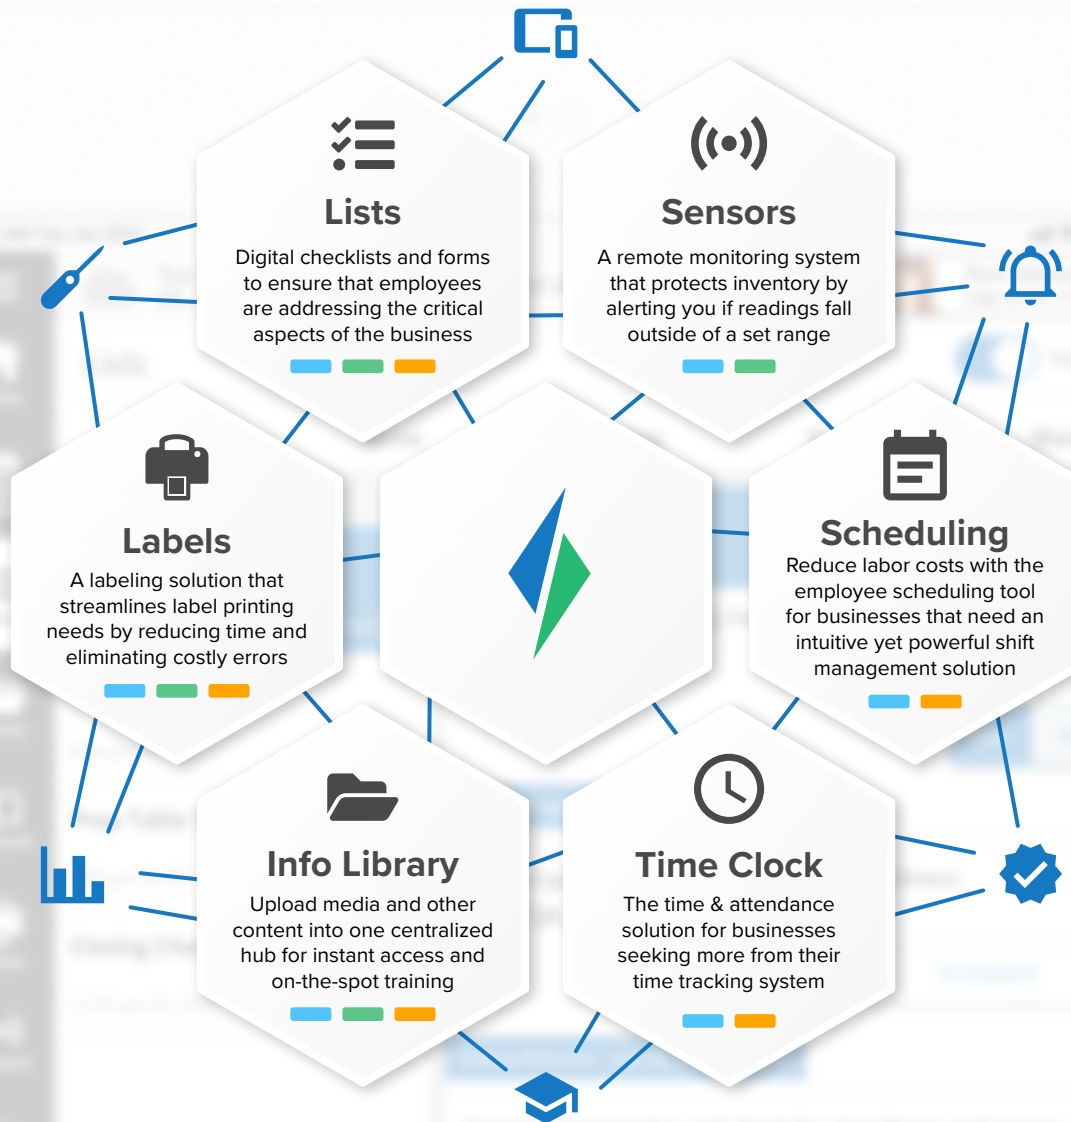 Lists
Digital checklists and forms
to ensure that employees
are addressing the critical
aspects of the business
Sensors
A remote monitoring system
that protects inventory by
alerting you if readings fall
outside of a set range
Labels
A labeling solution that
streamlines label printing
needs by reducing time and
eliminating costly errors
Scheduling
Reduce labor costs with the
employee scheduling tool
for businesses that need an
intuitive yet powerful shift
management solution
Info Library
Upload media and other
content into one centralized
hub for instant access and
on-the-spot training
Time Clock
The time & attendance
solution for businesses
seeking more from their
time tracking system